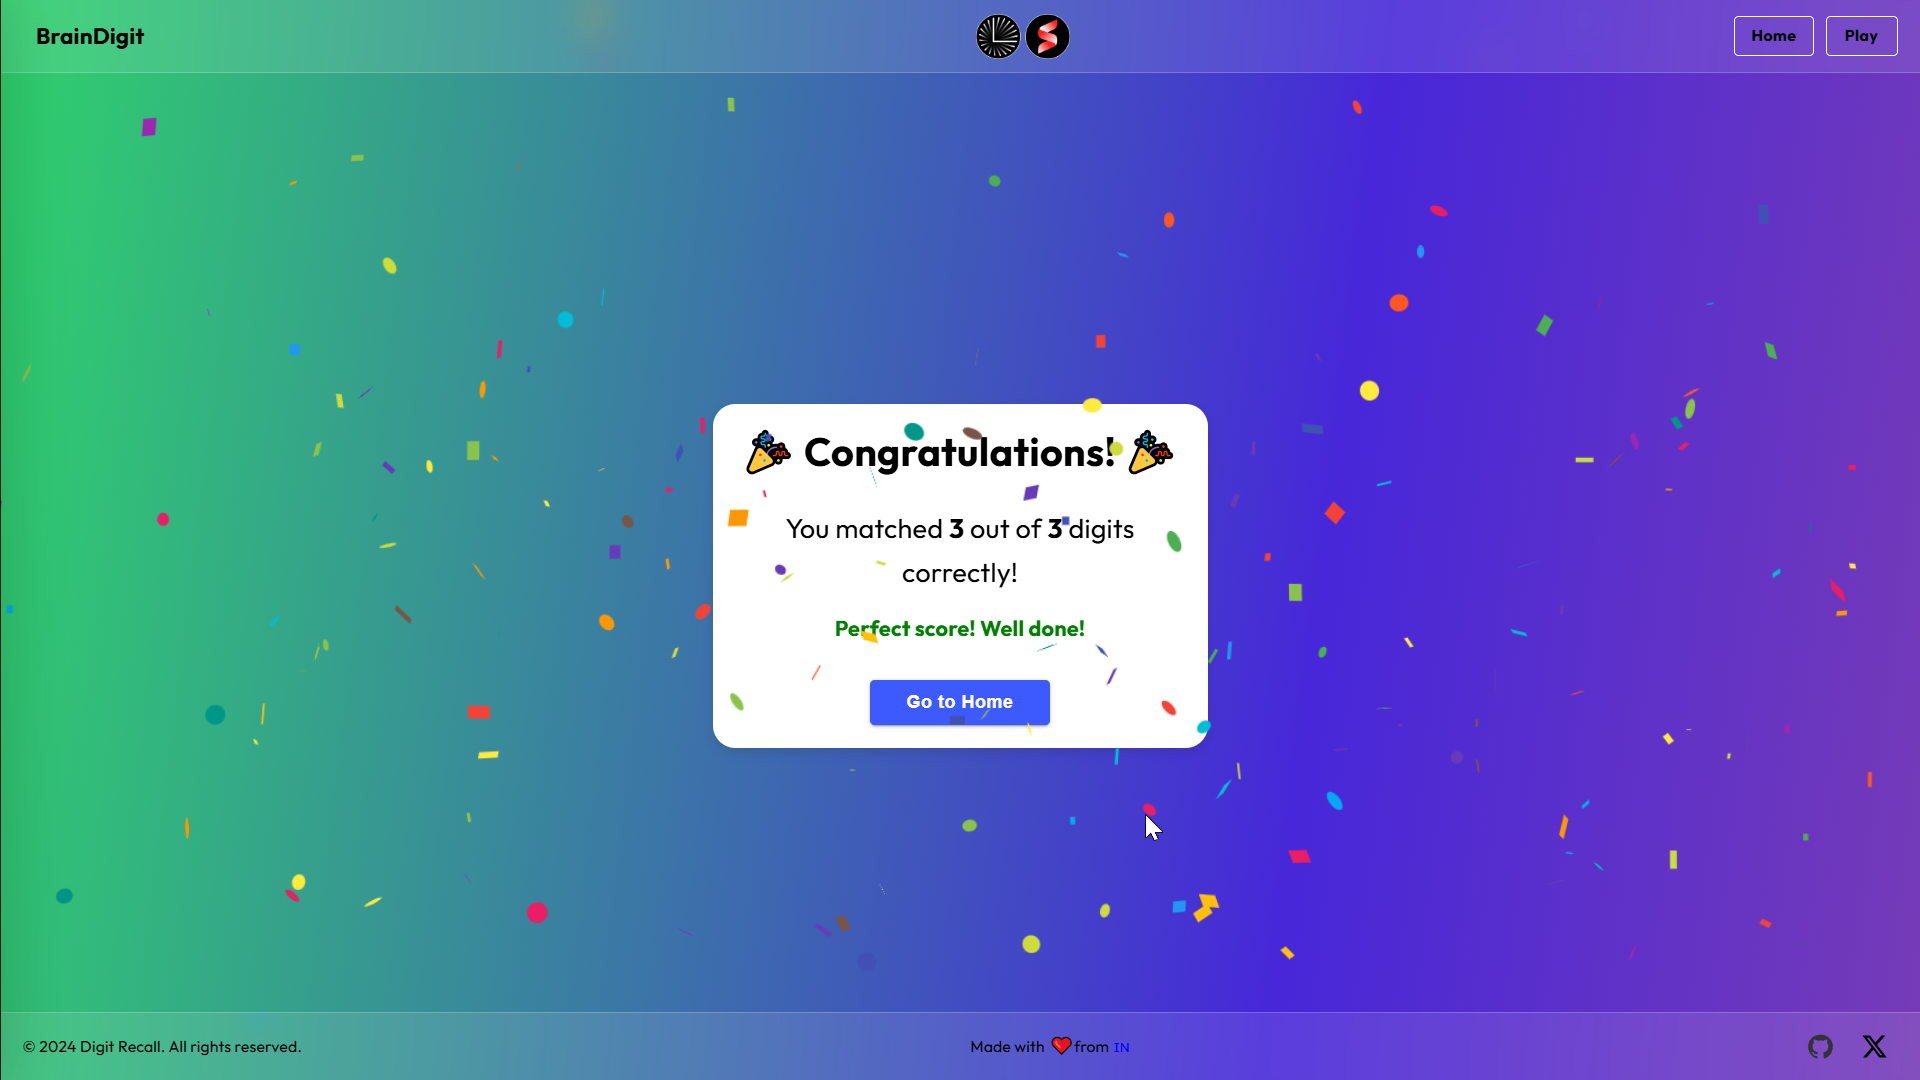 BrainDigit
Home
Play
Congratulations!
You matched 3 out of 3 digits
correctly!
Perfect score! Well done!
Go to Home
© 2024 Digit Recall. All rights reserved.
Made with ❤️ from IN